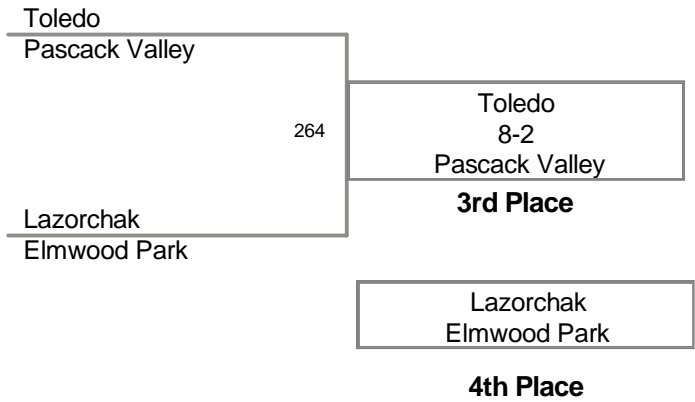 Toledo
Pascack Valley
264
Toledo
8-2
Pascack Valley
3rd Place
Lazorchak
Elmwood Park
Lazorchak
Elmwood Park
4th Place